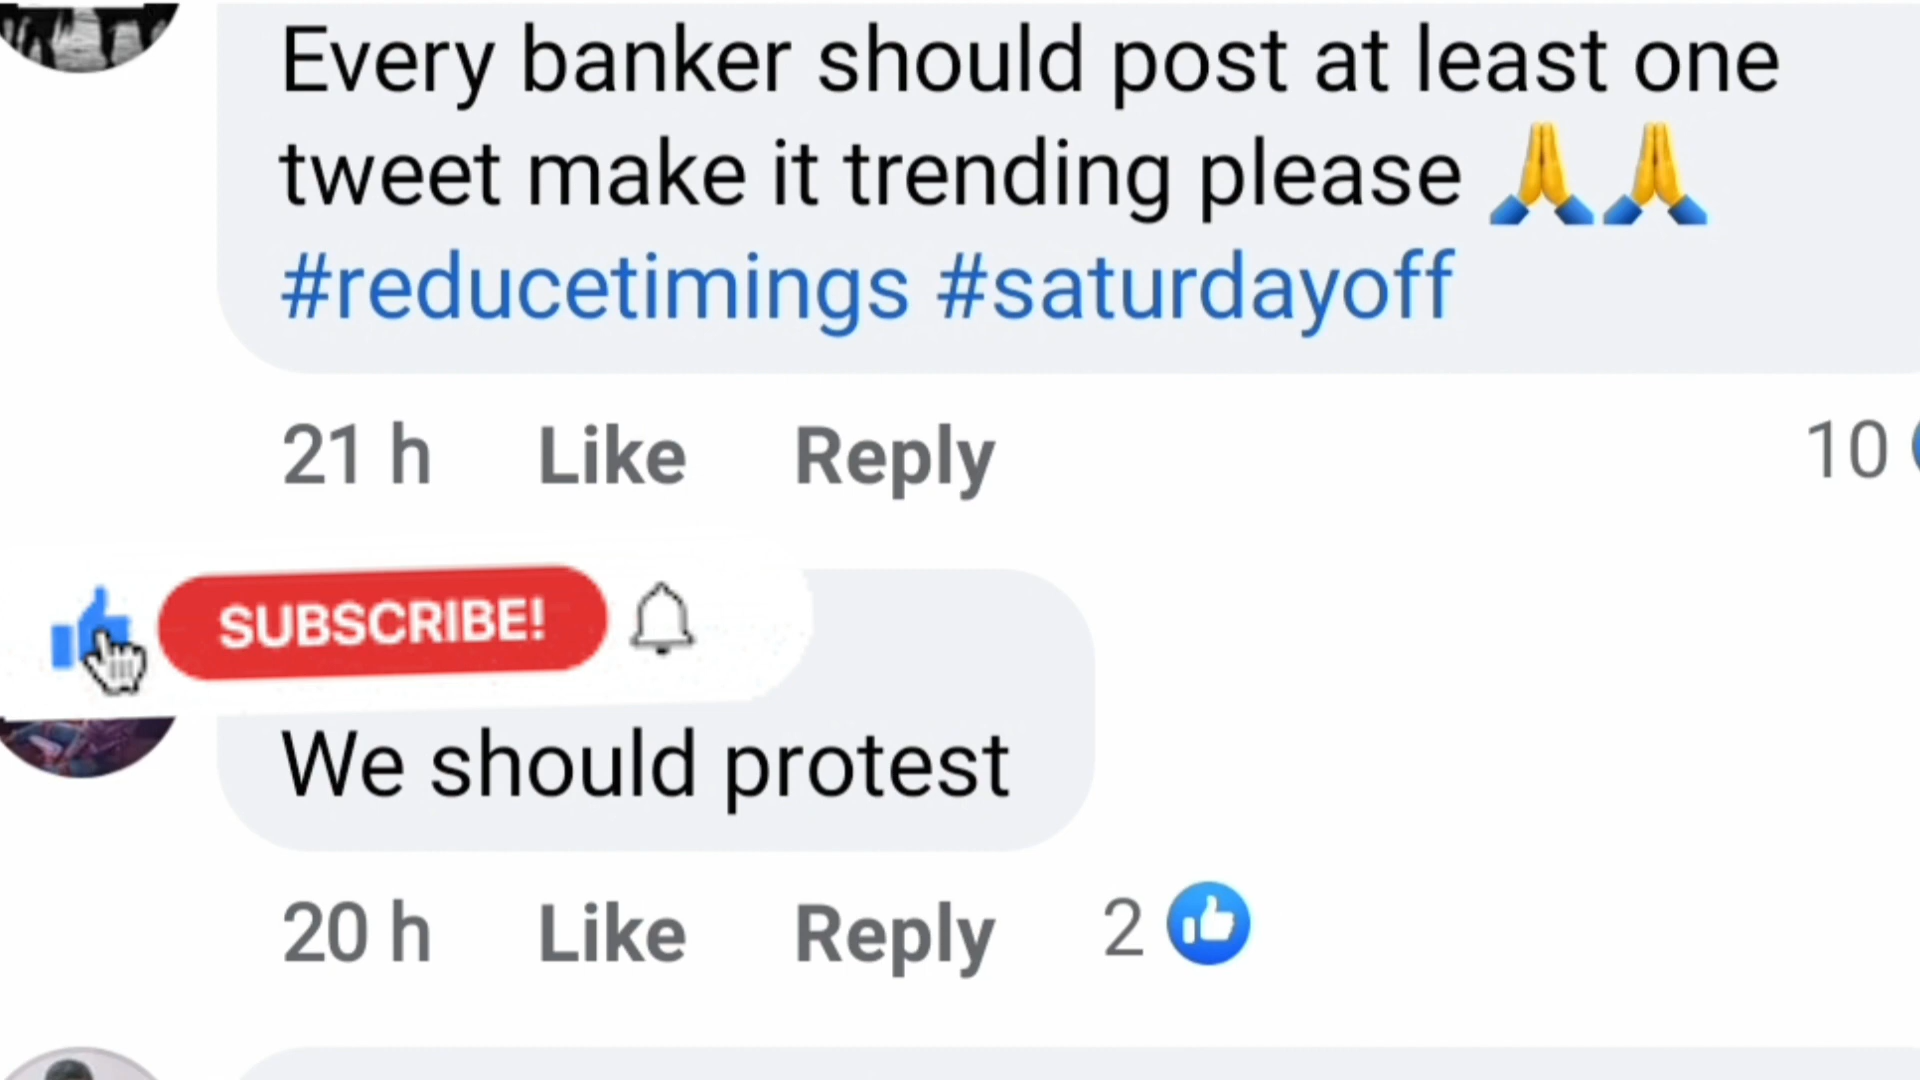 Every banker should post at least one
tweet make it trending please 🙏🙏
#reducetimings #saturdayoff
21 h Like Reply 10
SUBSCRIBE!
We should protest
20 h Like Reply 2